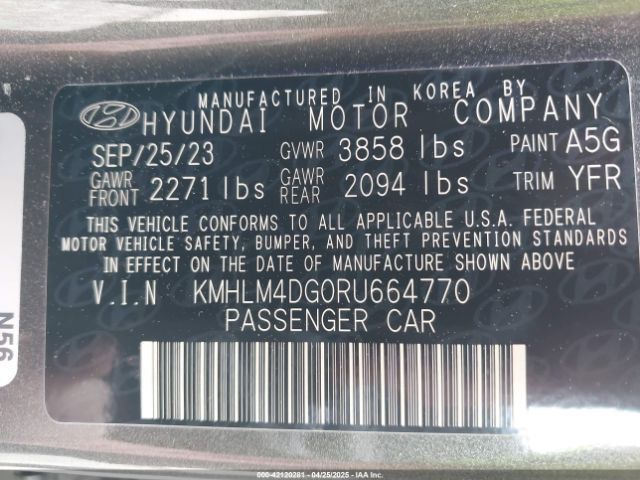 MANUFACTURED IN KOREA BY
HYUNDAI MOTOR COMPANY
SEP/25/23 GVWR 3858 lbs PAINT A5G
GAWR FRONT 2271 lbs GAWR REAR 2094 lbs TRIM YFR
THIS VEHICLE CONFORMS TO ALL APPLICABLE U.S.A. FEDERAL
MOTOR VEHICLE SAFETY, BUMPER, AND THEFT PREVENTION STANDARDS
IN EFFECT ON THE DATE OF MANUFACTURE SHOWN ABOVE
V.I.N KMHLM4DG0RU664770
PASSENGER CAR
N56
000-42120281 - 04/25/2025 - IAAI.COM